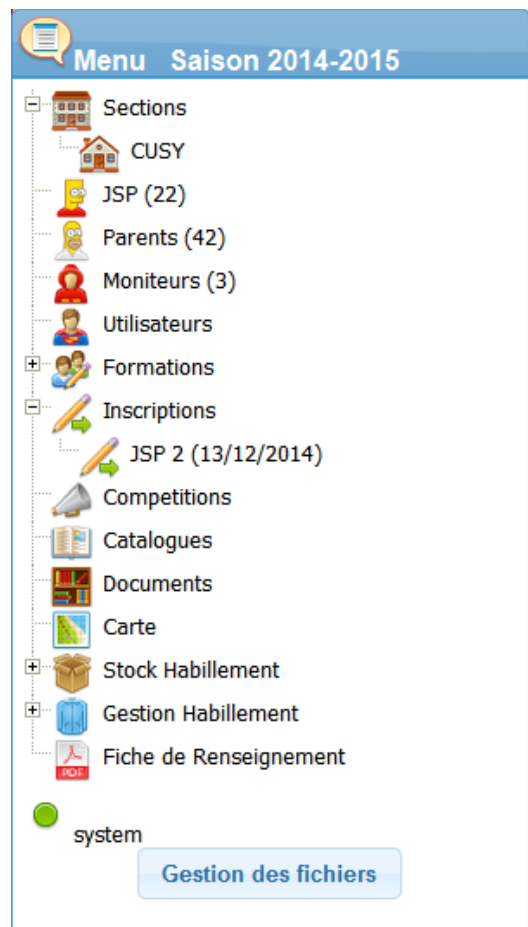 Menu Saison 2014-2015
Sections
CUSY
JSP (22)
Parents (42)
Moniteurs (3)
Utilisateurs
Formations
Inscriptions
JSP 2 (13/12/2014)
Competitions
Catalogues
Documents
Carte
Stock Habillement
Gestion Habillement
PDF
Fiche de Renseignement
system
Gestion des fichiers